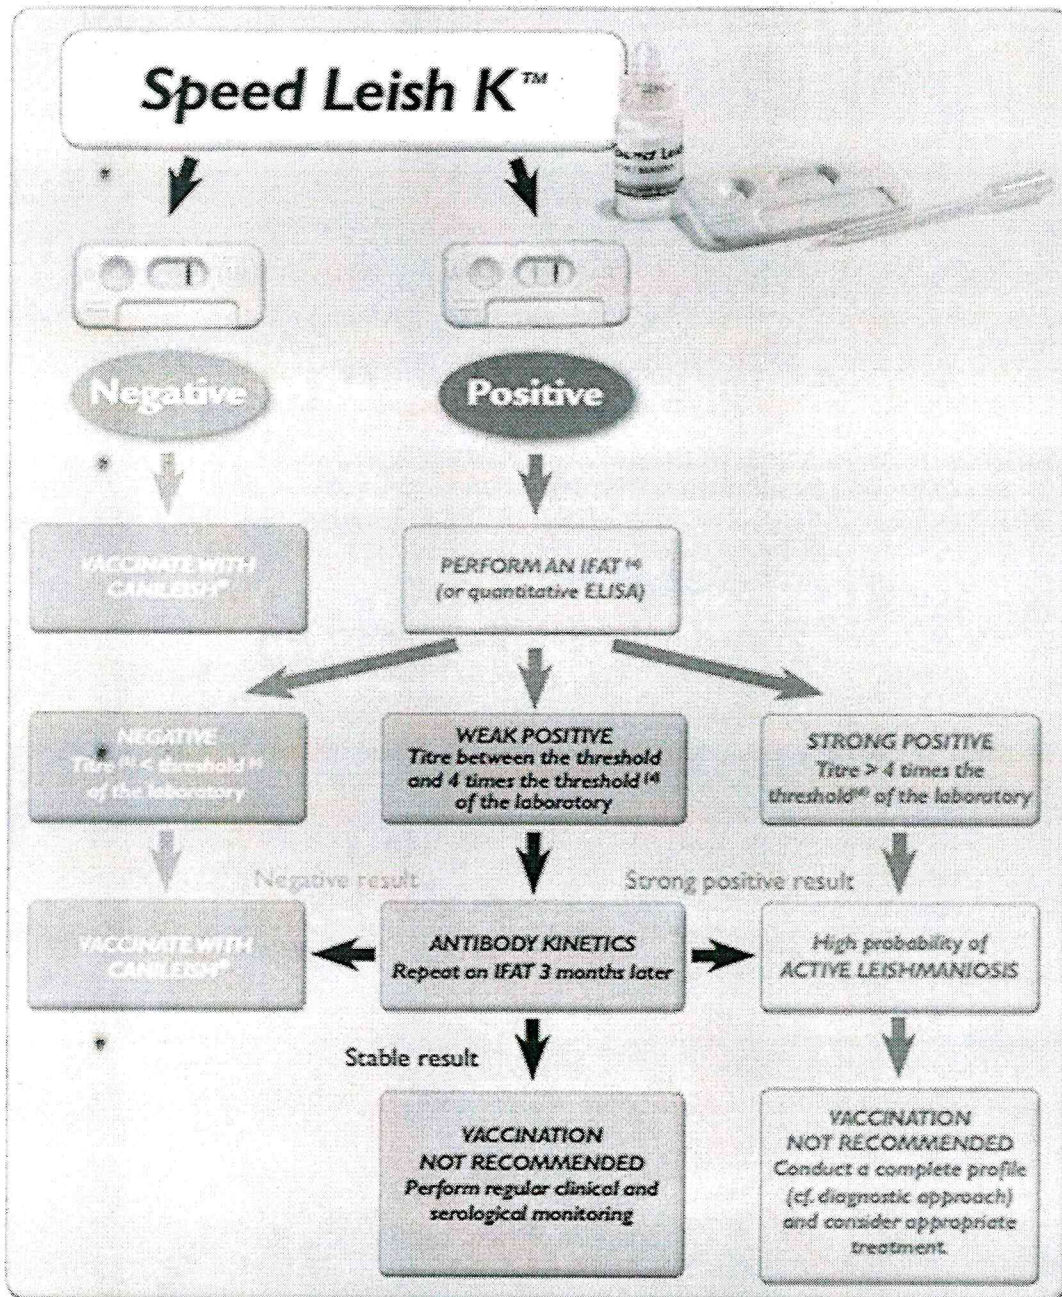 Speed Leish K™
Negative
Positive
VACCINATE WITH
CANILEISH®
PERFORM AN IFAT
(or quantitative ELISA)
NEGATIVE
threshold
of the laboratory
WEAK POSITIVE
Titre between the threshold
and 4 times the threshold
of the laboratory
STRONG POSITIVE
Titre > 4 times the
threshold of the laboratory
Negative result
Strong positive result
VACCINATE WITH
CANILEISH®
ANTIBODY KINETICS
Repeat an IFAT 3 months later
High probability of
ACTIVE LEISHMANIOSIS
Stable result
VACCINATION
NOT RECOMMENDED
Perform regular clinical and
serological monitoring
VACCINATION
NOT RECOMMENDED
Conduct a complete profile
(cf. diagnostic approach)
and consider appropriate
treatment.